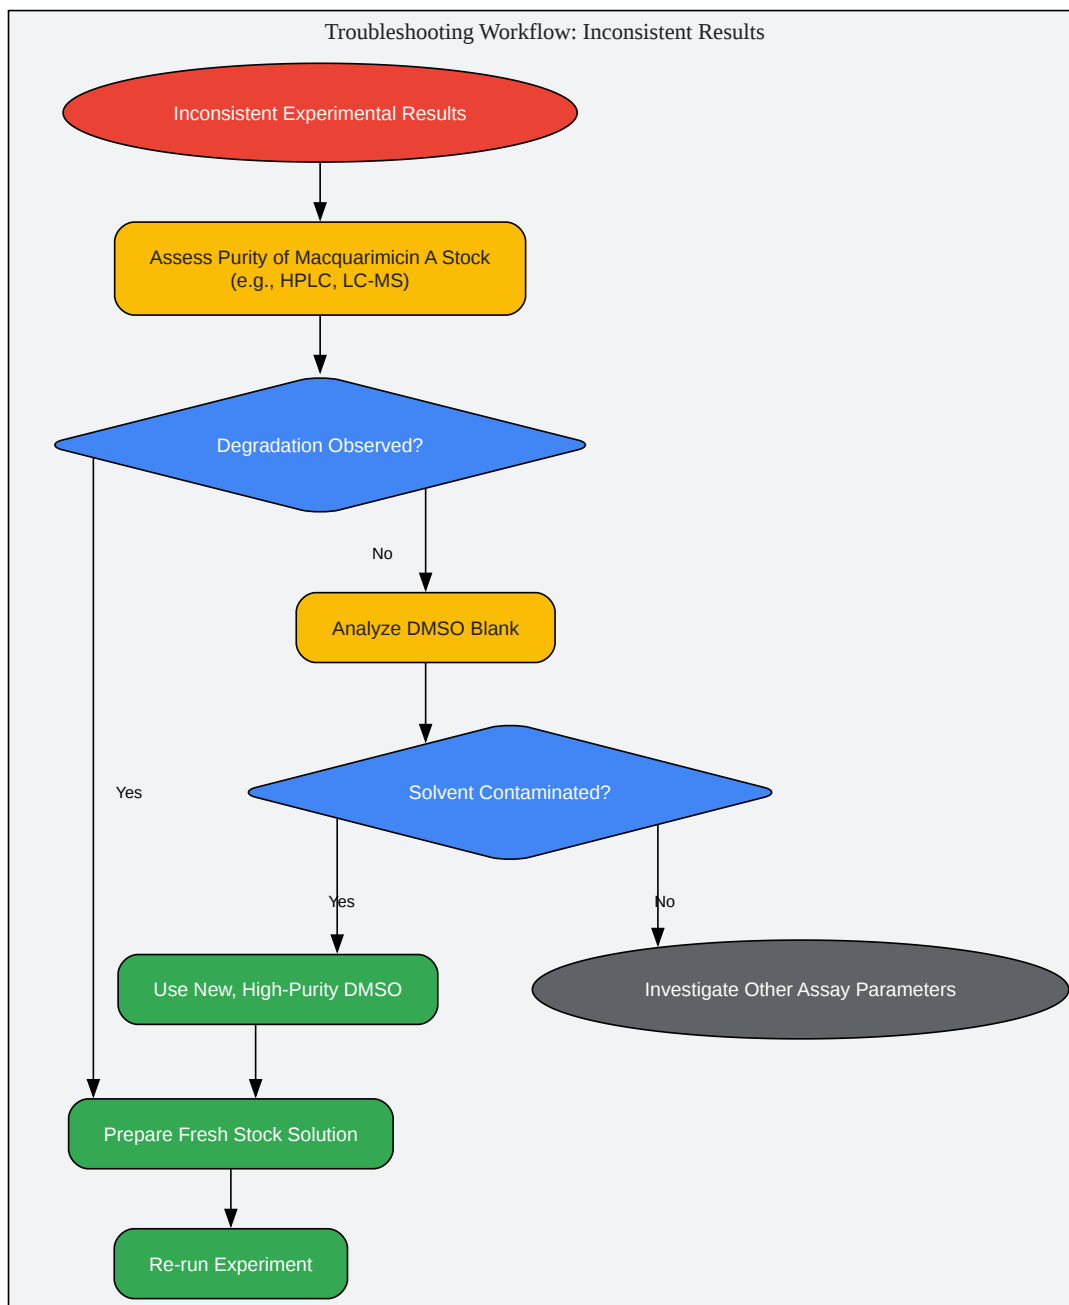 Troubleshooting Workflow: Inconsistent Results
Inconsistent Experimental Results
Assess Purity of Macquarimicin A Stock
(e.g., HPLC, LC-MS)
Degradation Observed?
No
Analyze DMSO Blank
Yes
Solvent Contaminated?
Yes
No
Use New, High-Purity DMSO
Investigate Other Assay Parameters
Prepare Fresh Stock Solution
Re-run Experiment